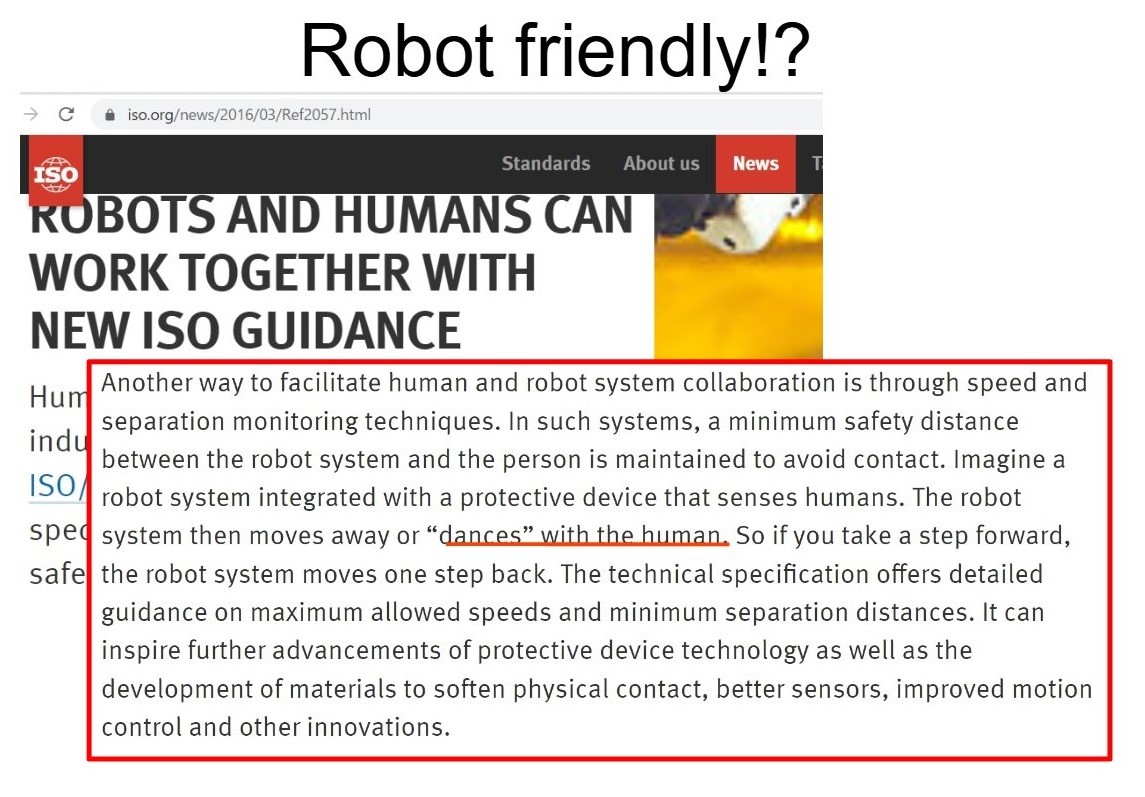 Robot friendly!?
iso.org/news/2016/03/Ref2057.html
ISO
Standards About us News
ROBOTS AND HUMANS CAN
WORK TOGETHER WITH
NEW ISO GUIDANCE
Hum
indu
ISO/
spec
safe
Another way to facilitate human and robot system collaboration is through speed and
separation monitoring techniques. In such systems, a minimum safety distance
between the robot system and the person is maintained to avoid contact. Imagine a
robot system integrated with a protective device that senses humans. The robot
system then moves away or “dances” with the human. So if you take a step forward,
the robot system moves one step back. The technical specification offers detailed
guidance on maximum allowed speeds and minimum separation distances. It can
inspire further advancements of protective device technology as well as the
development of materials to soften physical contact, better sensors, improved motion
control and other innovations.